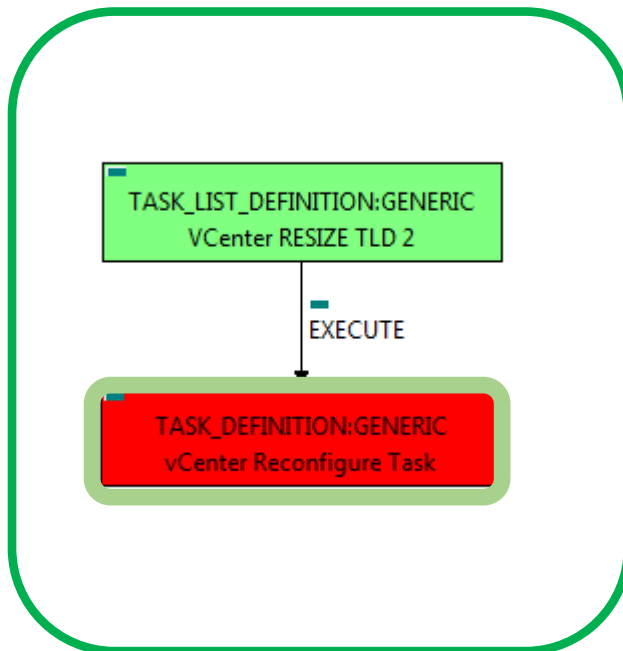 TASK_LIST_DEFINITION:GENERIC
VCenter RESIZE TLD 2
EXECUTE
TASK_DEFINITION:GENERIC
vCenter Reconfigure Task